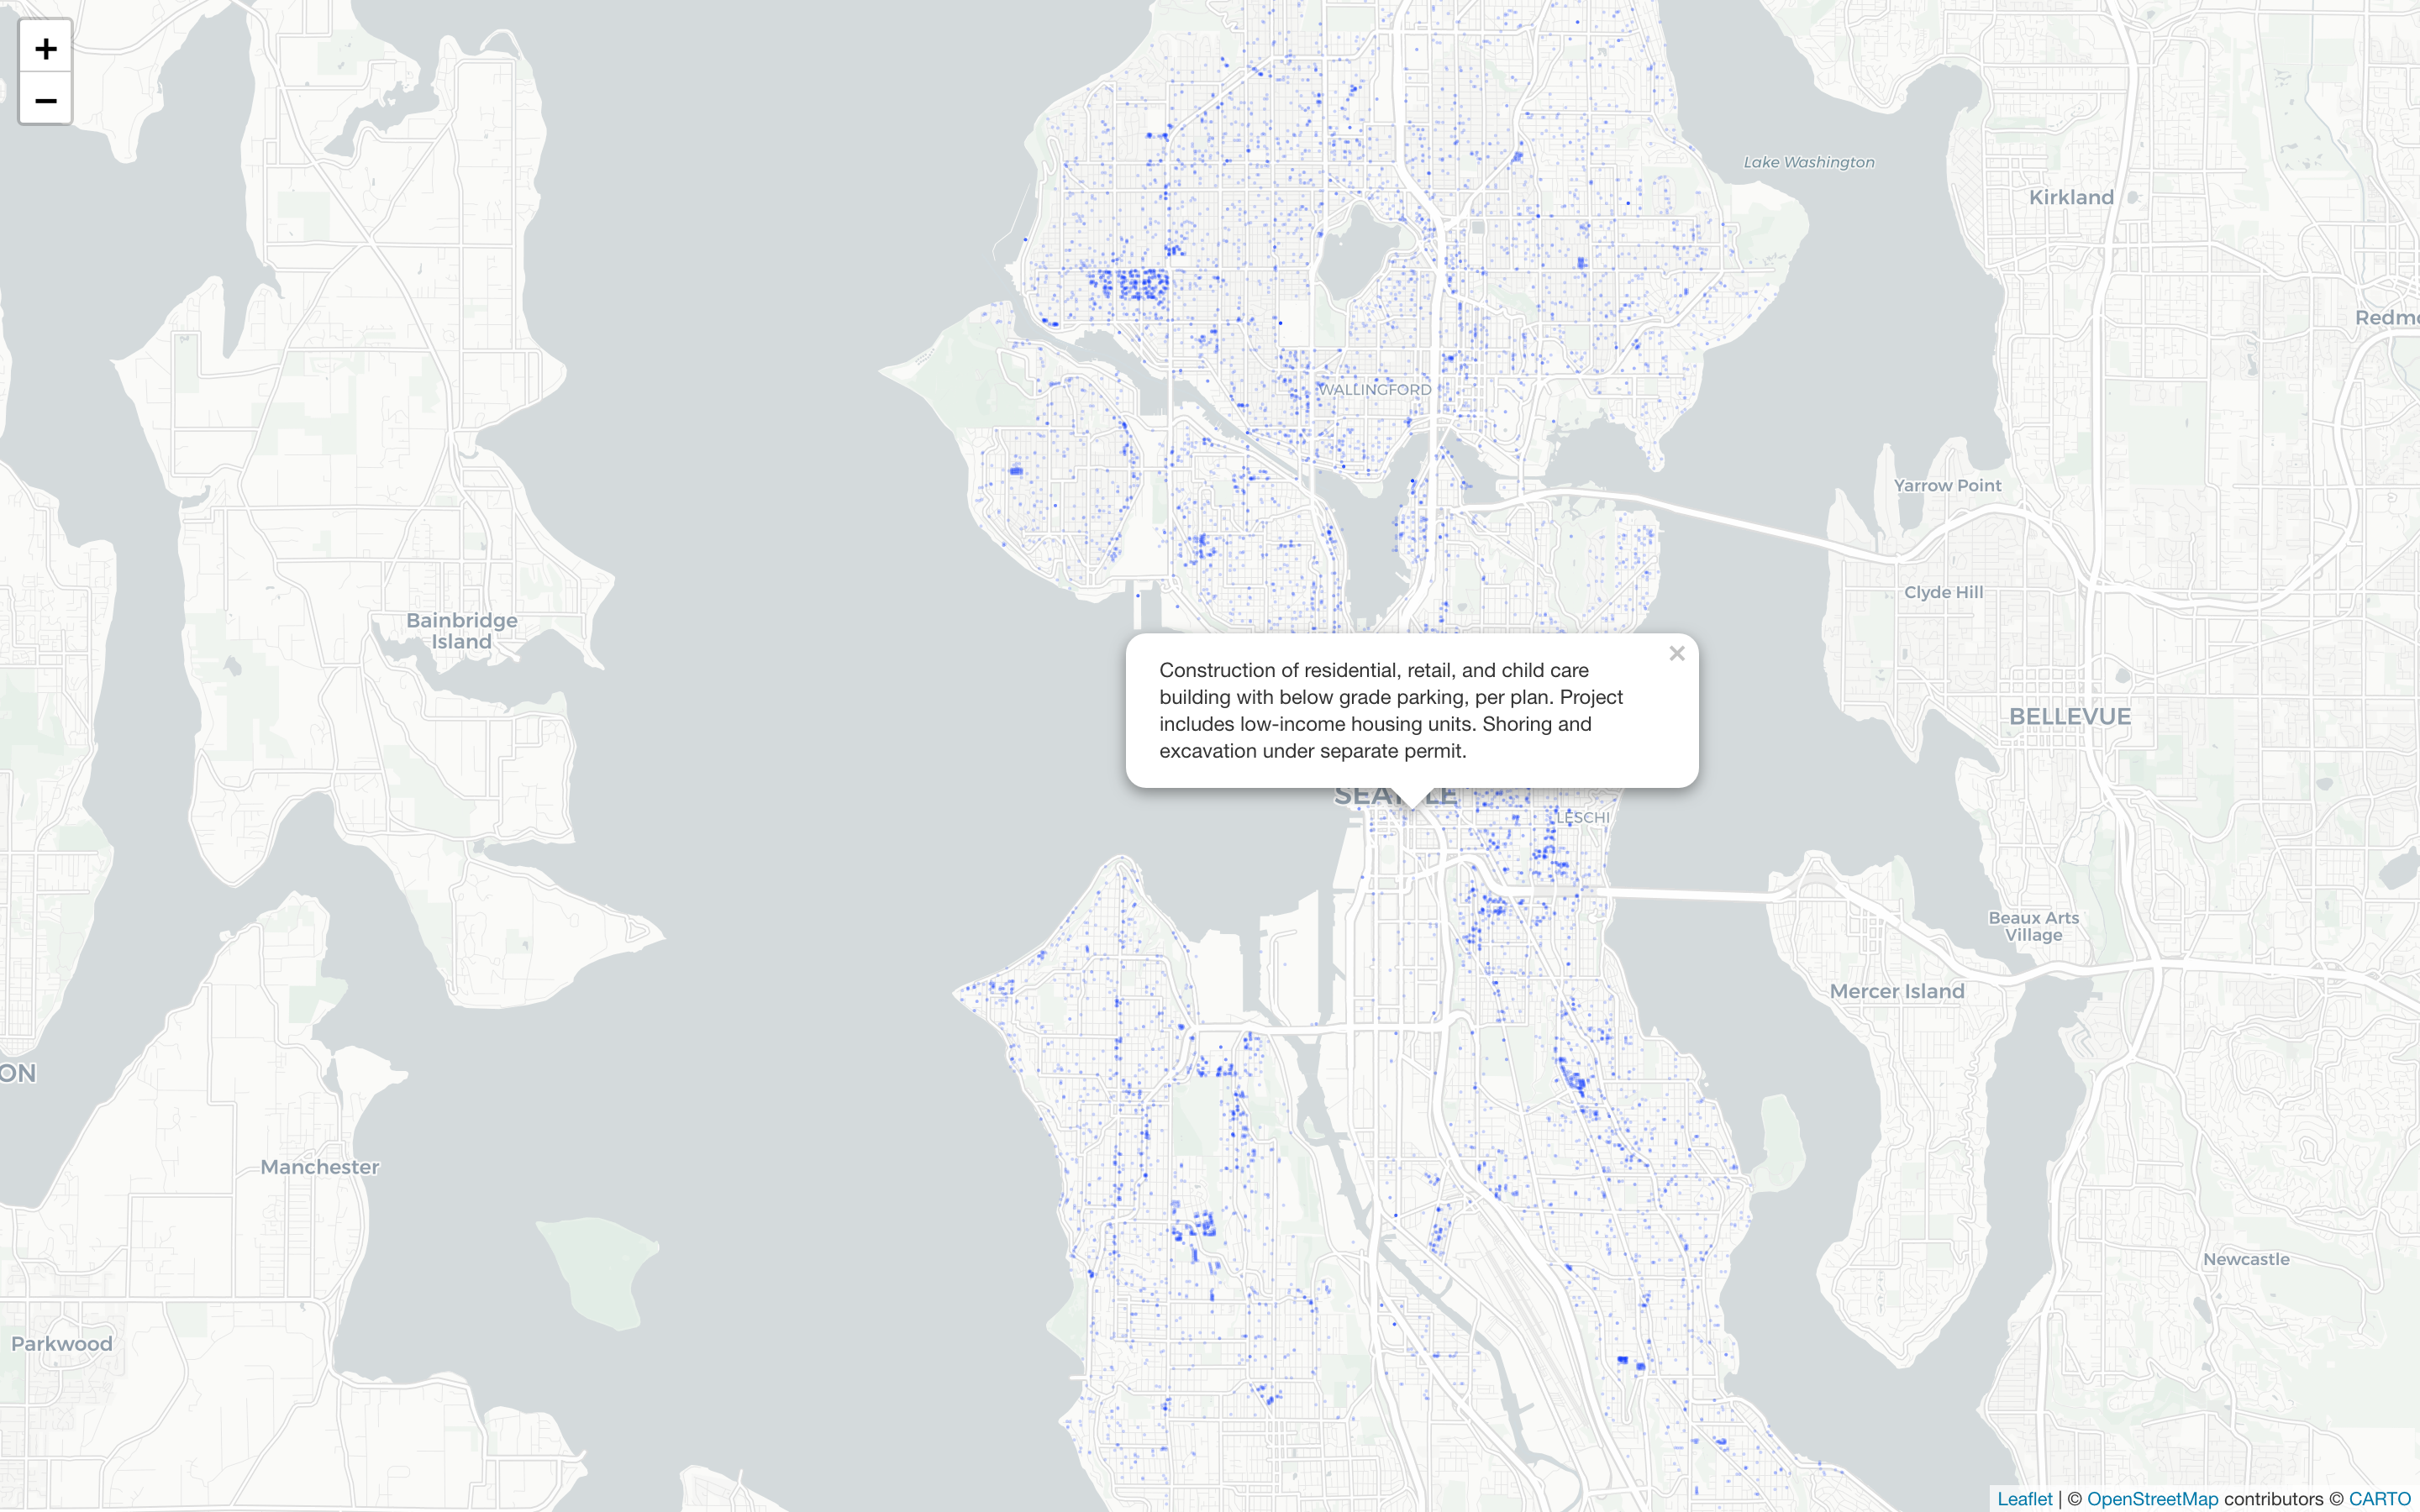 +
−
Lake Washington
Kirkland
Redm
WALLINGFORD
Yarrow Point
Clyde Hill
Bainbridge
Island
×
Construction of residential, retail, and child care
building with below grade parking, per plan. Project
includes low-income housing units. Shoring and
excavation under separate permit.
BELLEVUE
SEA LE
LESCHI
Beaux Arts
Village
Mercer Island
ON
Manchester
Newcastle
Parkwood
Leaflet | © OpenStreetMap contributors © CARTO